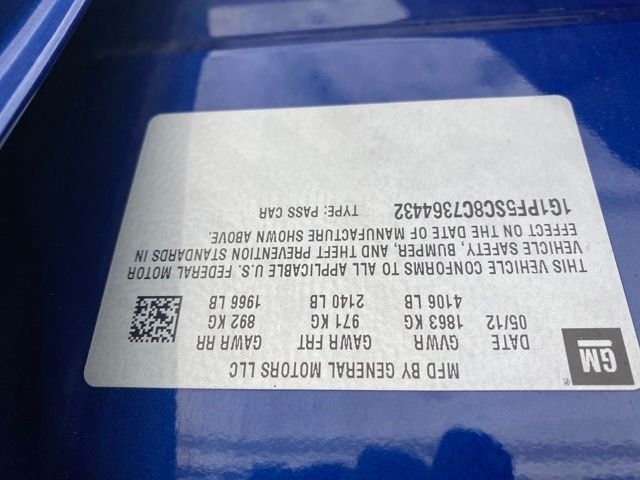 GM ®
MFD BY GENERAL MOTORS LLC
DATE GVWR GAWR FRT GAWR RR
05/12 1863 KG 971 KG 892 KG
4106 LB 2140 LB 1966 LB
THIS VEHICLE CONFORMS TO ALL APPLICABLE U.S. FEDERAL MOTOR
VEHICLE SAFETY, BUMPER, AND THEFT PREVENTION STANDARDS IN
EFFECT ON THE DATE OF MANUFACTURE SHOWN ABOVE.
1G1PF5SC8C7364432 TYPE: PASS CAR